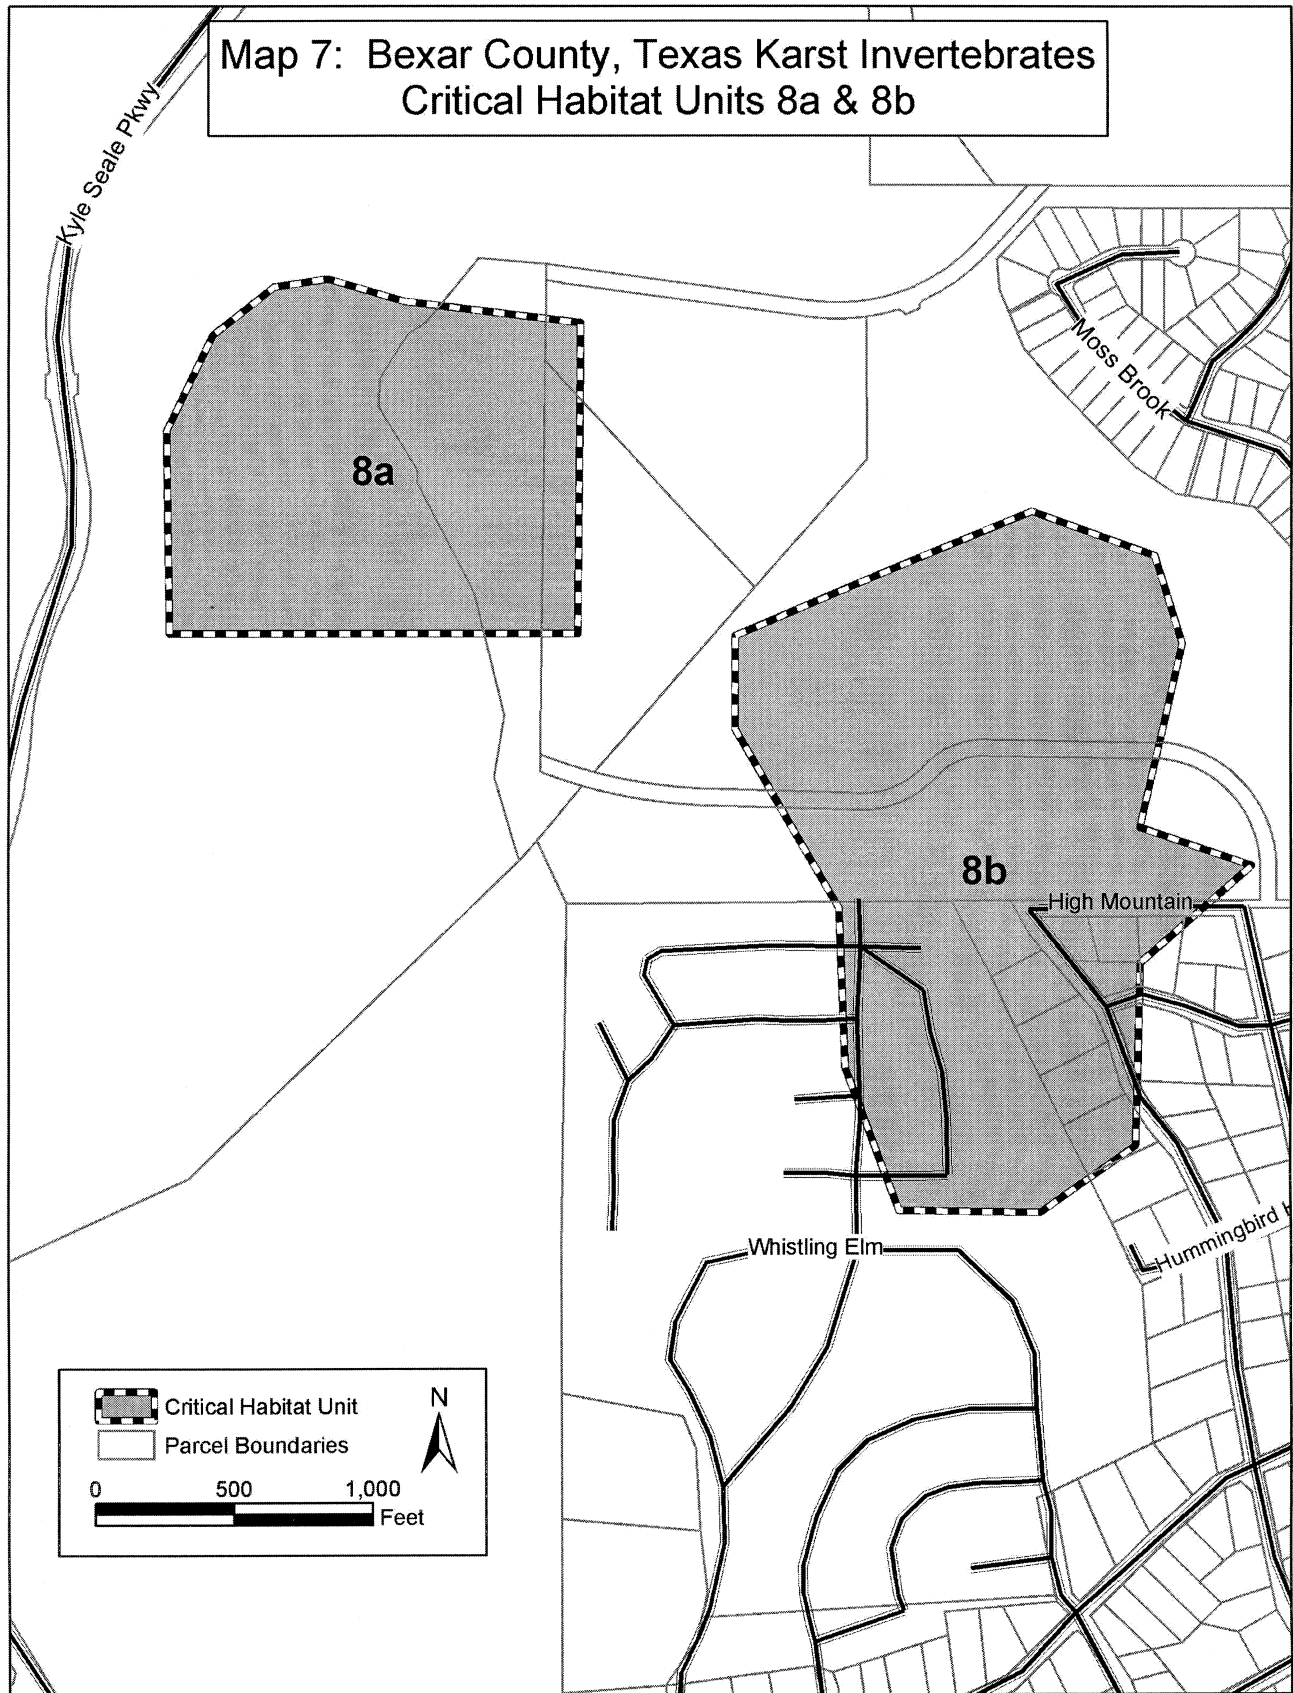 Map 7: Bexar County, Texas Karst Invertebrates
Critical Habitat Units 8a & 8b
Kyle Seale Pkwy
Moss Brook
8a
8b
High Mountain
Whistling Elm
Hummingbird H
Critical Habitat Unit
Parcel Boundaries
N
0 500 1,000
Feet